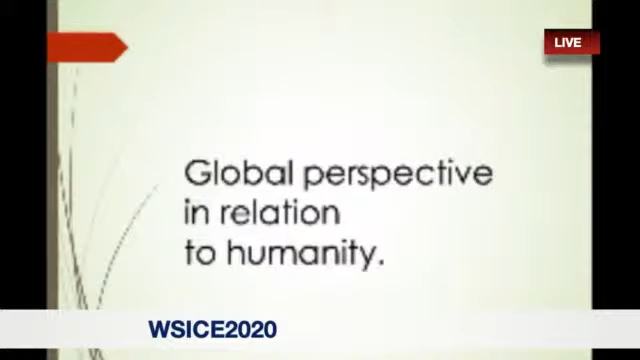 LIVE
Global perspective
in relation
to humanity.
WSICE2020